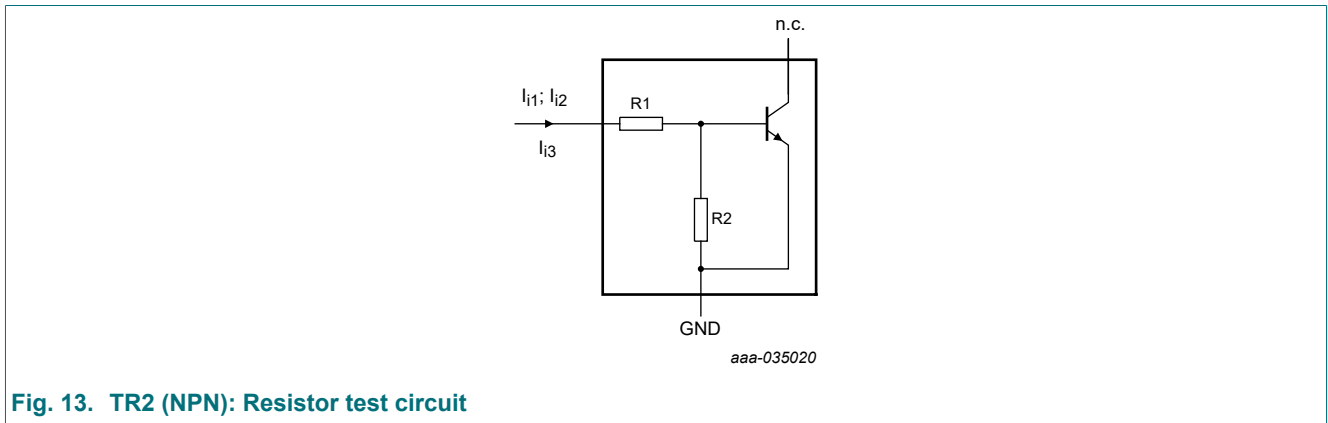 n.c.
Ii1; Ii2
R1
Ii3
R2
GND
aaa-035020
Fig. 13. TR2 (NPN): Resistor test circuit